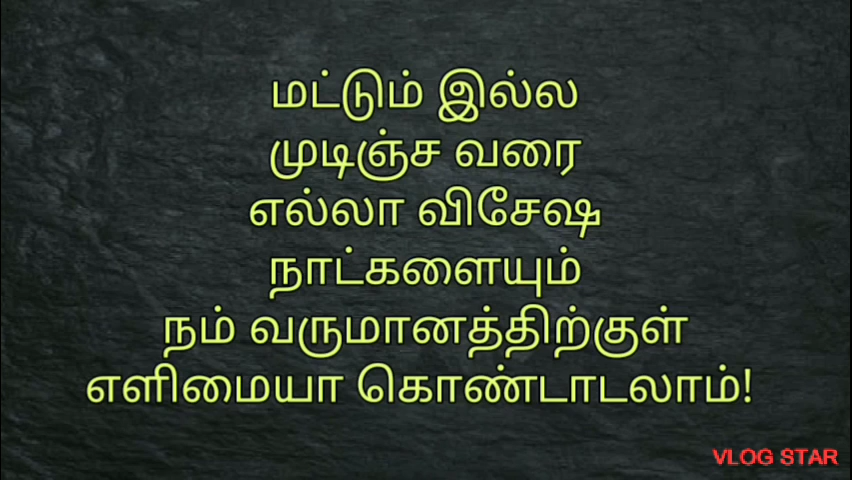 மட்டும் இல்ல
முடிஞ்ச வரை
எல்லா விசேஷ
நாட்களையும்
நம் வருமானத்திற்குள்
எளிமையா கொண்டாடலாம்!
VLOG STAR